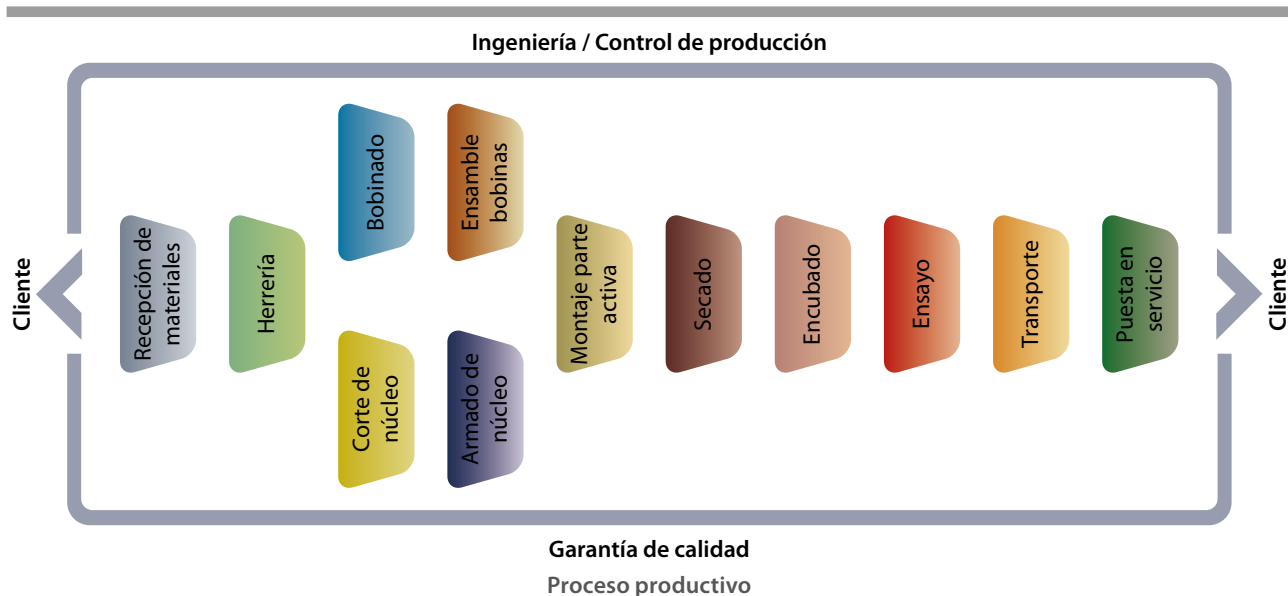 Ingeniería / Control de producción
Cliente
Recepción de
materiales
Herrería
Bobinado
Ensamble
bobinas
Corte de
núcleo
Armado de
núcleo
Montaje parte
activa
Secado
Encubado
Ensayo
Transporte
Puesta en
servicio
Cliente
Garantía de calidad
Proceso productivo